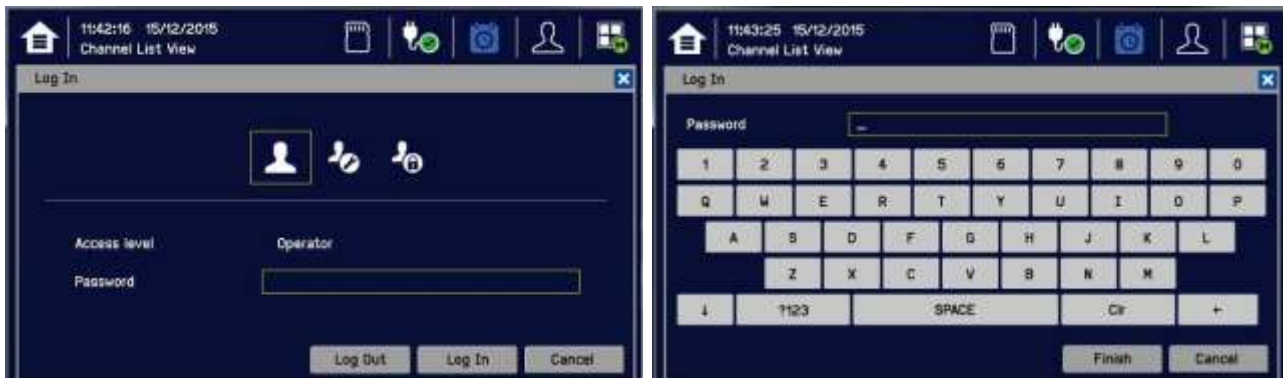 11:42:16 15/12/2015
Channel List View
Log In
Access level Operator
Password
Log Out Log In Cancel
11:43:25 15/12/2015
Channel List View
Log In
Password _
1 2 3 4 5 6 7 8 9 0
Q W E R T Y U I O P
A S D F G H J K L
Z X C V B N M
↓ ?123 SPACE Clr ←
Finish Cancel